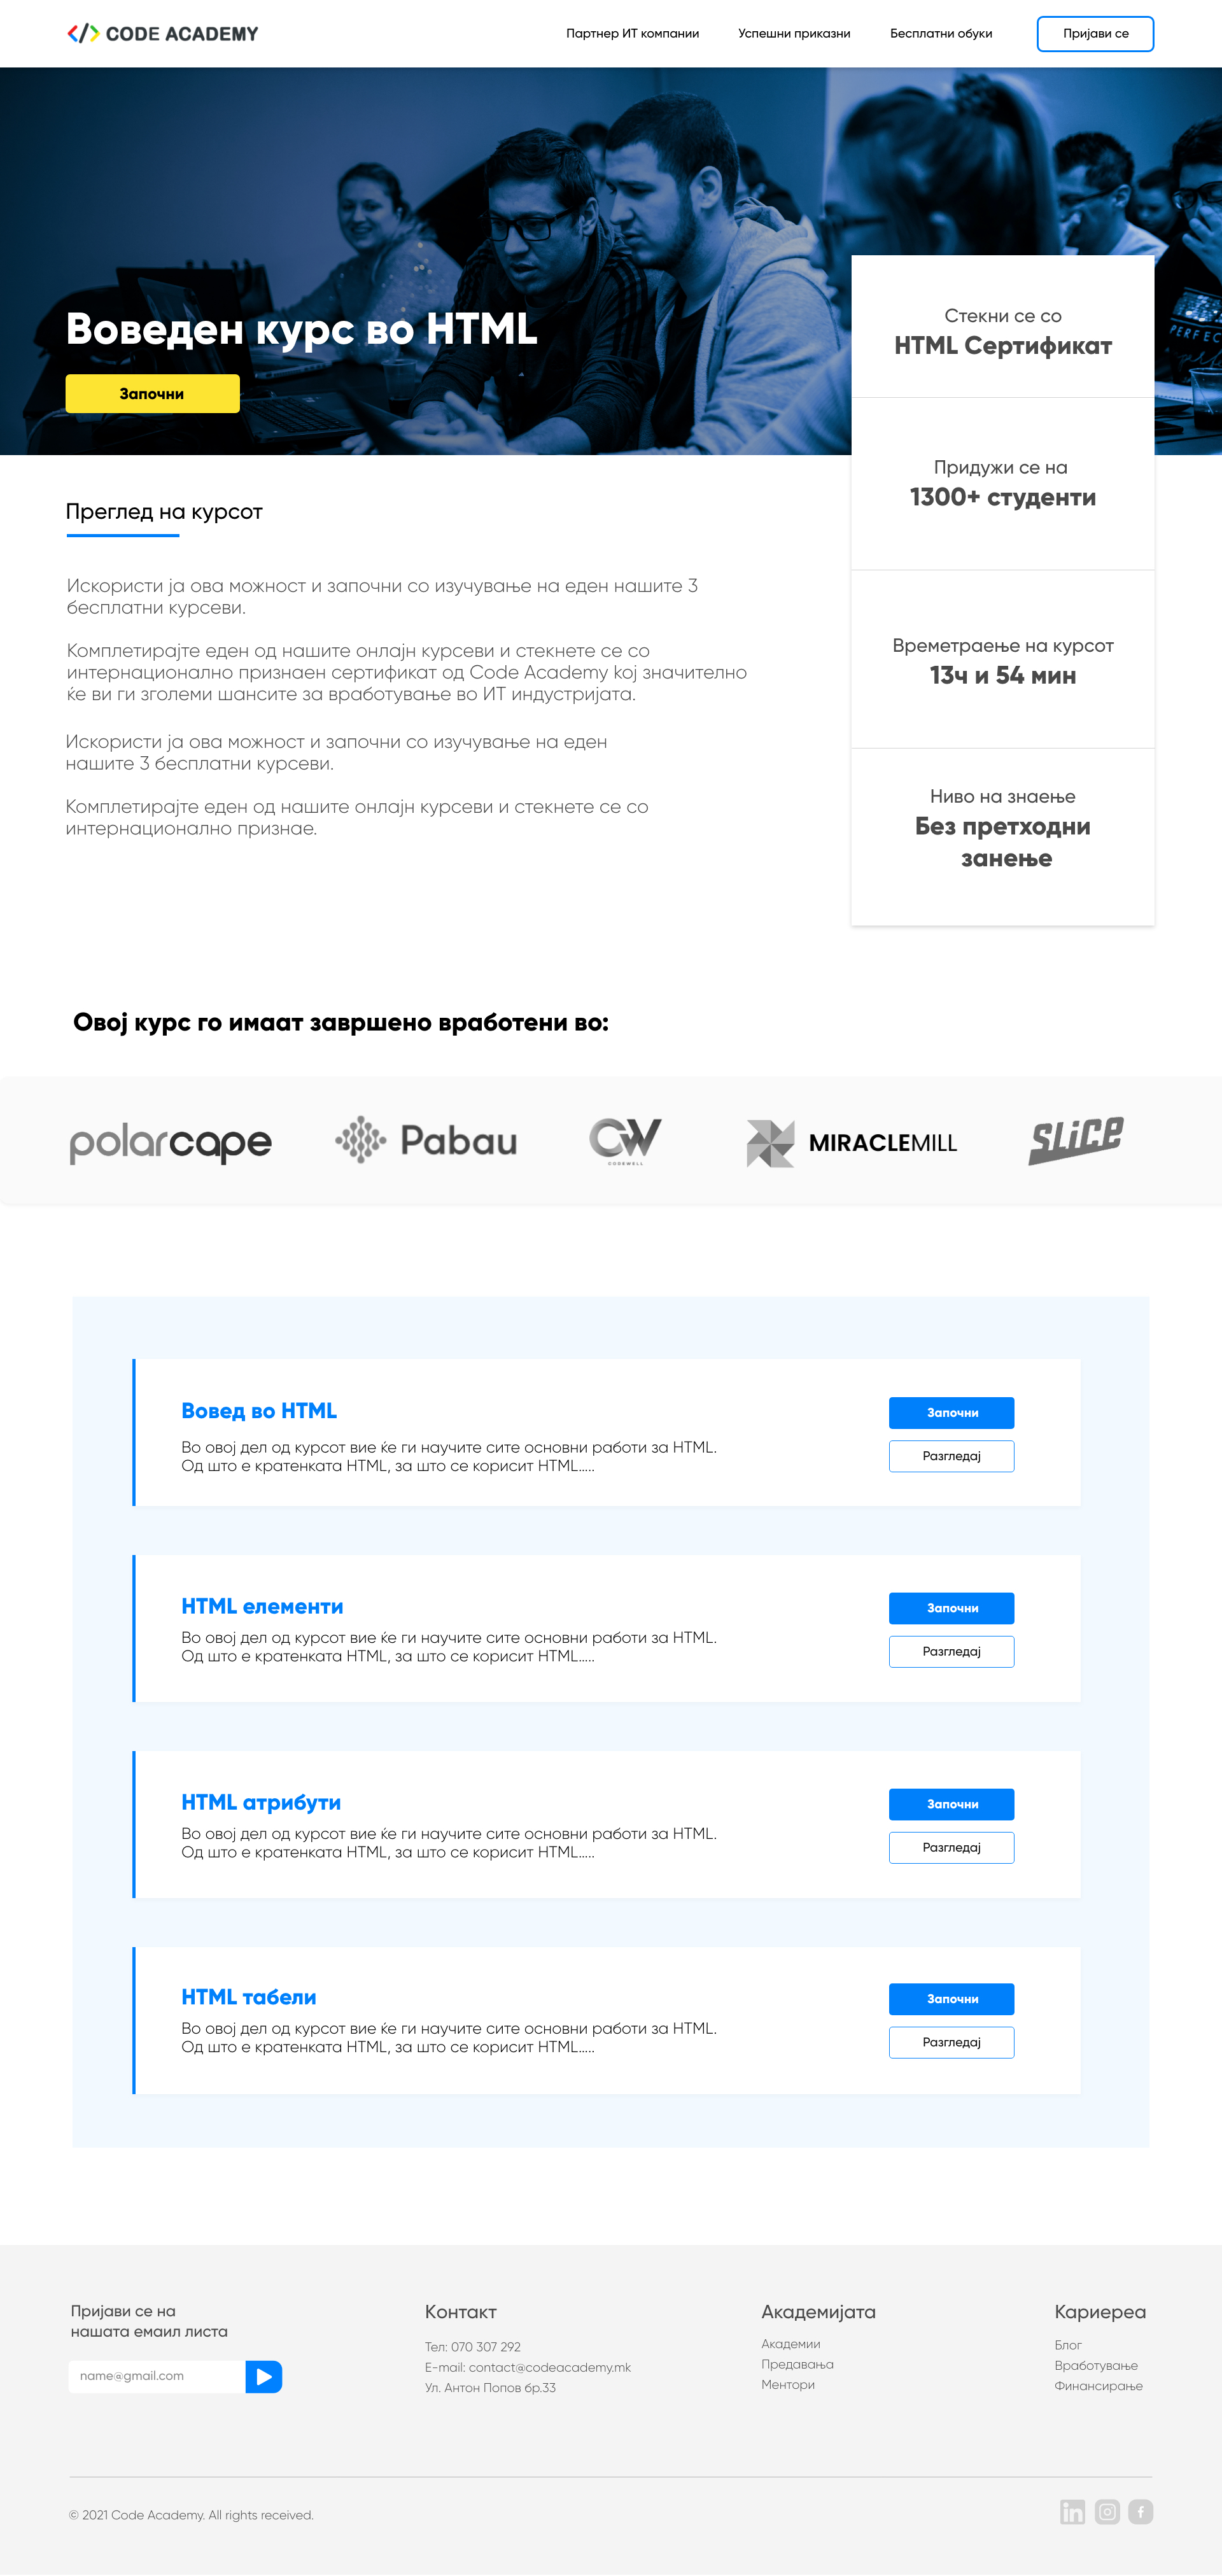 CODE ACADEMY
Партнер ИТ компании
Успешни приказни
Бесплатни обуки
Пријави се
Воведен курс во HTML
Започни
Стекни се со
HTML Сертификат
Придужи се на
1300+ студенти
Времетраење на курсот
13ч и 54 мин
Ниво на знаење
Без претходни
занење
Преглед на курсот
Искористи ја ова можност и започни со изучување на еден нашите 3
бесплатни курсеви.
Комплетирајте еден од нашите онлајн курсеви и стекнете се со
интернационално признаен сертификат од Code Academy кој значително
ќе ви ги зголеми шансите за вработување во ИТ индустријата.
Искористи ја ова можност и започни со изучување на еден
нашите 3 бесплатни курсеви.
Комплетирајте еден од нашите онлајн курсеви и стекнете се со
интернационално признае.
Овој курс го имаат завршено вработени во:
polarcape
Pabau
CW
CODEWELL
MIRACLEMILL
SLICE
Вовед во HTML
Во овој дел од курсот вие ќе ги научите сите основни работи за HTML.
Од што е кратенката HTML, за што се корисит HTML.....
Започни
Разгледај
HTML елементи
Во овој дел од курсот вие ќе ги научите сите основни работи за HTML.
Од што е кратенката HTML, за што се корисит HTML.....
Започни
Разгледај
HTML атрибути
Во овој дел од курсот вие ќе ги научите сите основни работи за HTML.
Од што е кратенката HTML, за што се корисит HTML.....
Започни
Разгледај
HTML табели
Во овој дел од курсот вие ќе ги научите сите основни работи за HTML.
Од што е кратенката HTML, за што се корисит HTML.....
Започни
Разгледај
Пријави се на
нашата емаил листа
name@gmail.com
Контакт
Тел: 070 307 292
E-mail: contact@codeacademy.mk
Ул. Антон Попов бр.33
Академијата
Академии
Предавања
Ментори
Кариереа
Блог
Вработување
Финансирање
© 2021 Code Academy. All rights received.